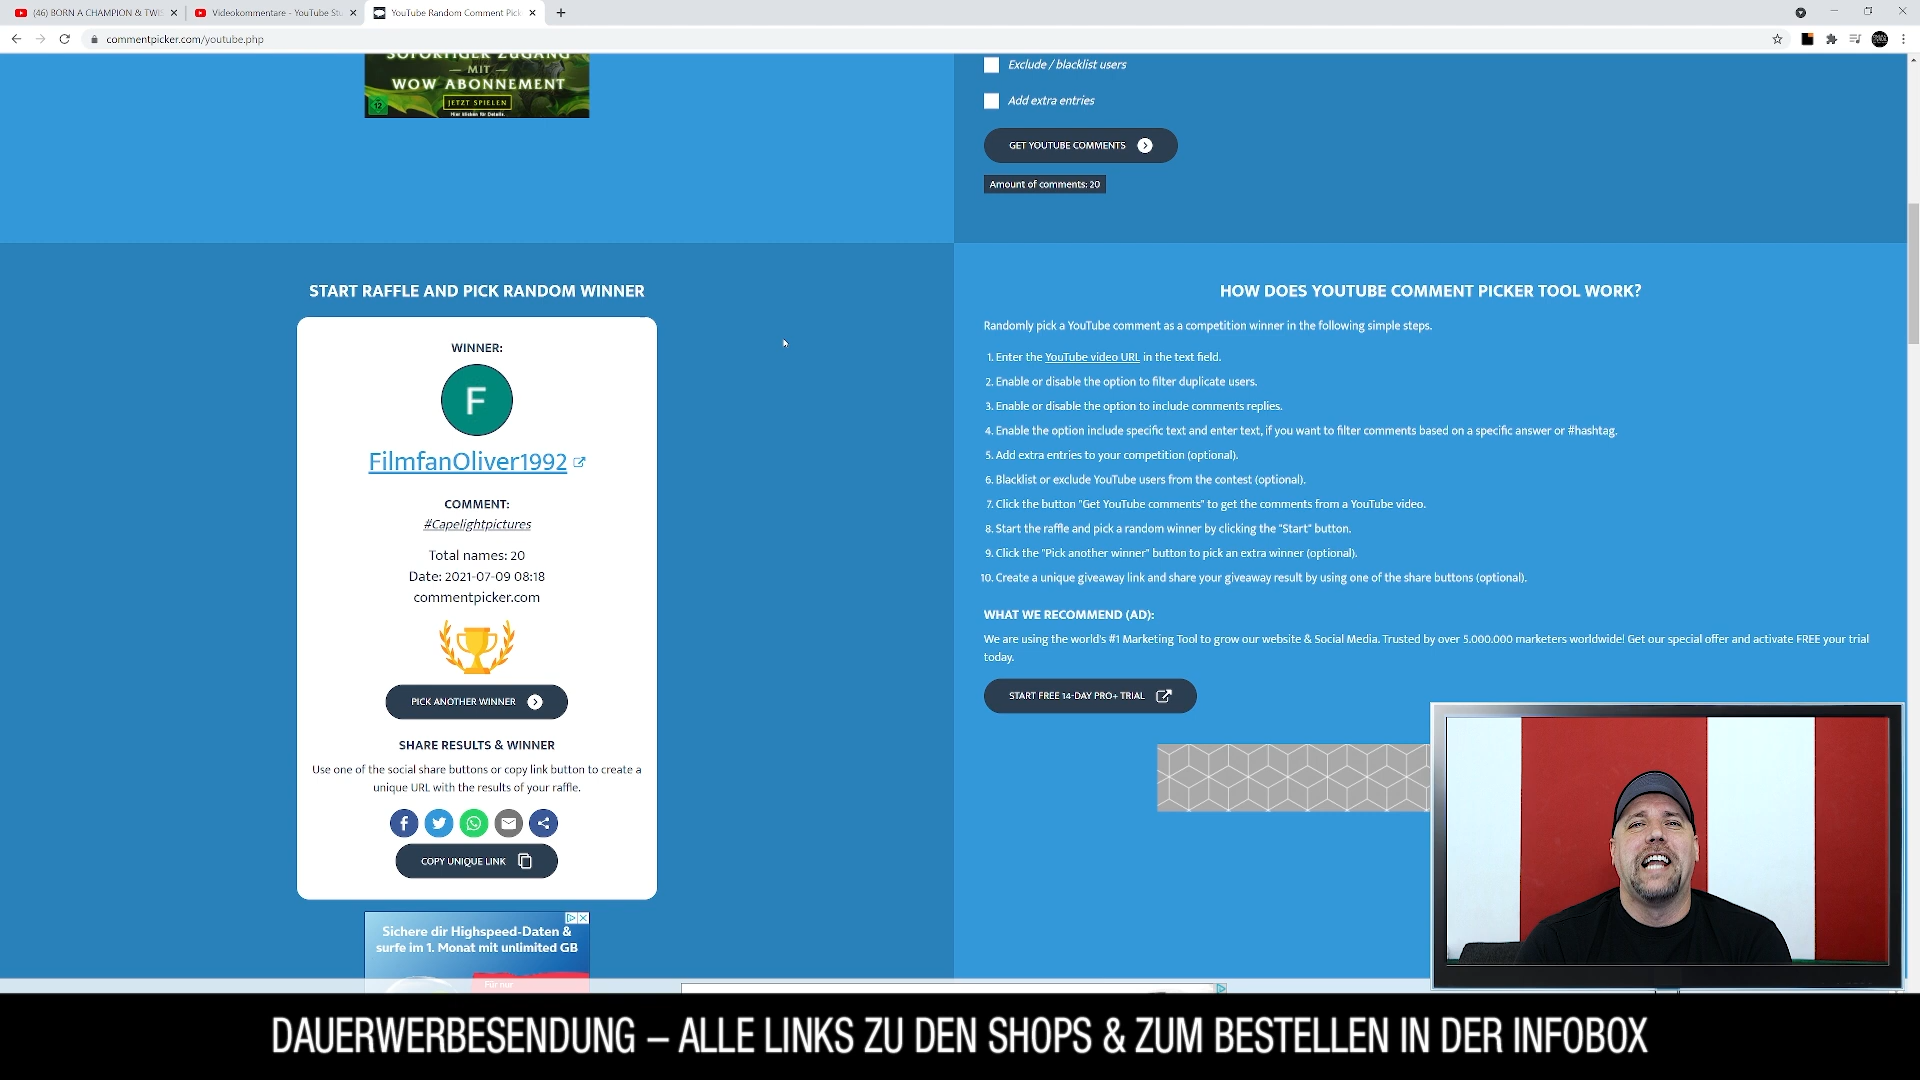 (46) BORN A CHAMPION & TWI
Videokommentare - YouTube Stu
YouTube Random Comment Pick
commentpicker.com/youtube.php
SOFORTIGER ZUGANG
— MIT —
WOW ABONNEMENT
JETZT SPIELEN
Hier klicken für Details.
12
Exclude / blacklist users
Add extra entries
GET YOUTUBE COMMENTS
Amount of comments: 20
START RAFFLE AND PICK RANDOM WINNER
WINNER:
F
FilmfanOliver1992
COMMENT:
#Capelightpictures
Total names: 20
Date: 2021-07-09 08:18
commentpicker.com
PICK ANOTHER WINNER
SHARE RESULTS & WINNER
Use one of the social share buttons or copy link button to create a
unique URL with the results of your raffle.
COPY UNIQUE LINK
Sichere dir Highspeed-Daten &
surfe im 1. Monat mit unlimited GB
Für nur
HOW DOES YOUTUBE COMMENT PICKER TOOL WORK?
Randomly pick a YouTube comment as a competition winner in the following simple steps.
1. Enter the YouTube video URL in the text field.
2. Enable or disable the option to filter duplicate users.
3. Enable or disable the option to include comments replies.
4. Enable the option include specific text and enter text, if you want to filter comments based on a specific answer or #hashtag.
5. Add extra entries to your competition (optional).
6. Blacklist or exclude YouTube users from the contest (optional).
7. Click the button "Get YouTube comments" to get the comments from a YouTube video.
8. Start the raffle and pick a random winner by clicking the "Start" button.
9. Click the "Pick another winner" button to pick an extra winner (optional).
10. Create a unique giveaway link and share your giveaway result by using one of the share buttons (optional).
WHAT WE RECOMMEND (AD):
We are using the world's #1 Marketing Tool to grow our website & Social Media. Trusted by over 5.000.000 marketers worldwide! Get our special offer and activate FREE your trial
today.
START FREE 14-DAY PRO+ TRIAL
DAUERWERBESENDUNG – ALLE LINKS ZU DEN SHOPS & ZUM BESTELLEN IN DER INFOBOX